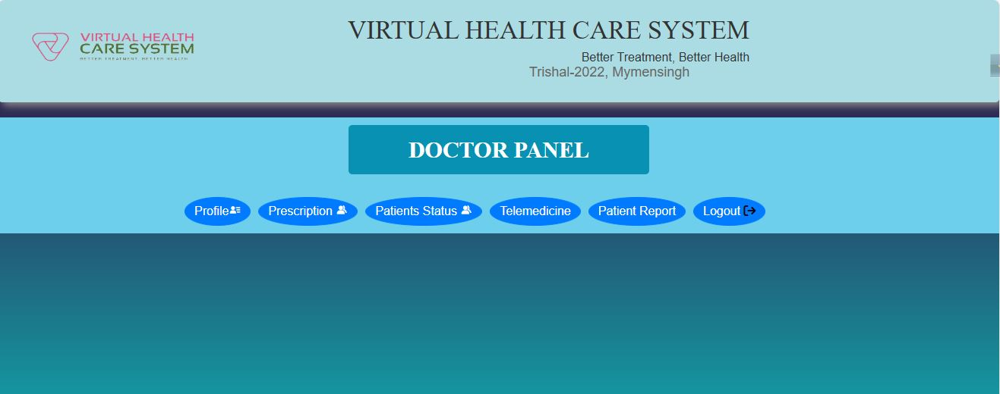 VIRTUAL HEALTH
CARE SYSTEM
BETTER TREATMENT, BETTER HEALTH
VIRTUAL HEALTH CARE SYSTEM
Better Treatment, Better Health
Trishal-2022, Mymensingh
DOCTOR PANEL
Profile Prescription Patients Status Telemedicine Patient Report Logout